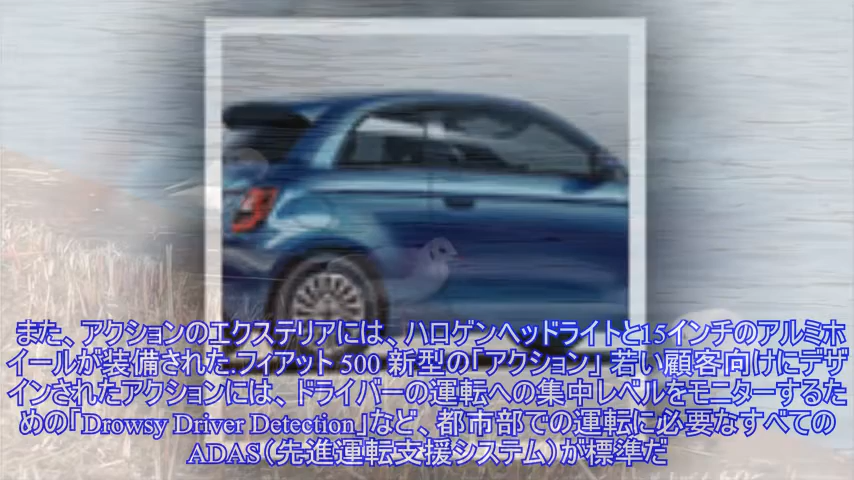 また、アクションのエクステリアには、ハロゲンヘッドライトと15インチのアルミホ
イールが装備された.フィアット 500 新型の「アクション」 若い顧客向けにデザ
インされたアクションには、ドライバーの運転への集中レベルをモニターするた
めの「Drowsy Driver Detection」など、都市部での運転に必要なすべての
ADAS（先進運転支援システム）が標準だ